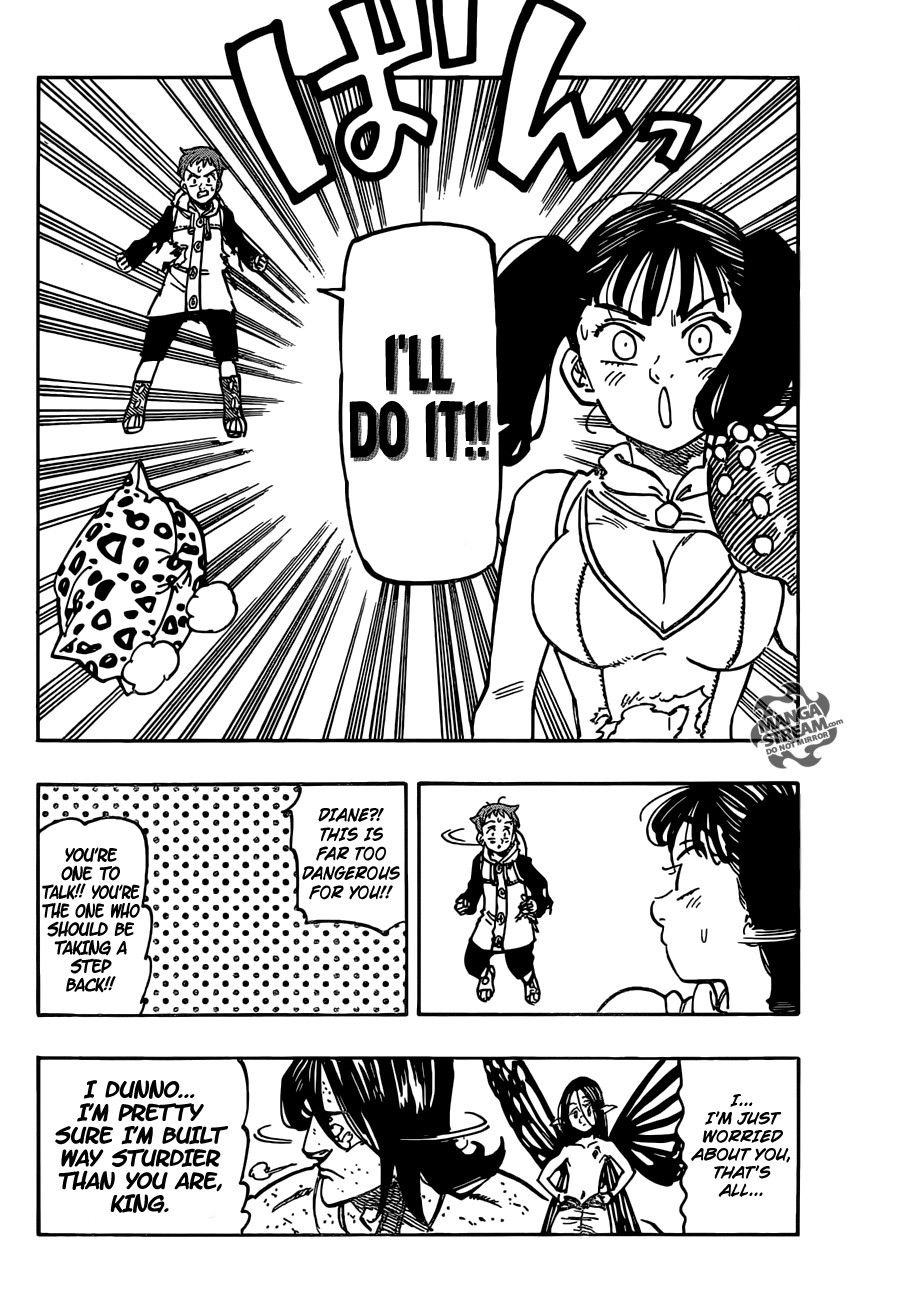 ばんっ
I'LL
DO IT!!
MANGA
STREAM.com
DO NOT MIRROR
DIANE?!
THIS IS
FAR TOO
DANGEROUS
FOR YOU!!
YOU'RE
ONE TO
TALK!! YOU'RE
THE ONE WHO
SHOULD BE
TAKING A
STEP
BACK!!
I...
I'M JUST
WORRIED
ABOUT YOU,
THAT'S
ALL...
I DUNNO...
I'M PRETTY
SURE I'M BUILT
WAY STURDIER
THAN YOU ARE,
KING.